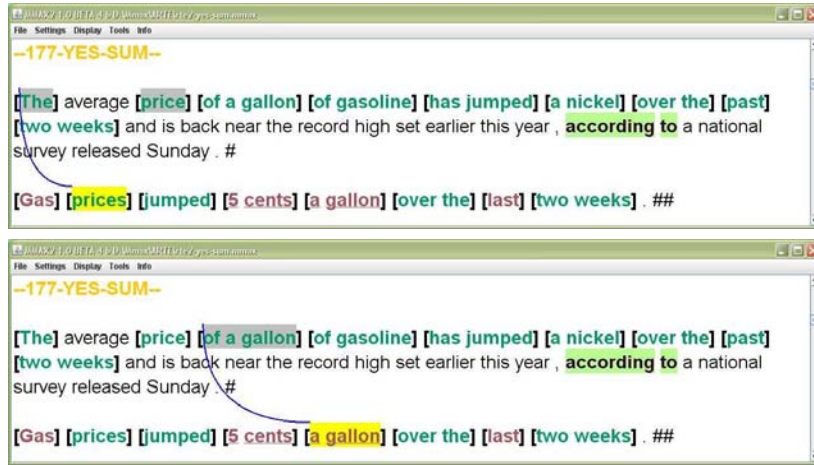 File Settings Display Tools Info
--177-YES-SUM--
[The] average [price] [of a gallon] [of gasoline] [has jumped] [a nickel] [over the] [past]
[two weeks] and is back near the record high set earlier this year , according to a national
survey released Sunday . #
[Gas] [prices] [jumped] [5 cents] [a gallon] [over the] [last] [two weeks] . ##
File Settings Display Tools Info
--177-YES-SUM--
[The] average [price] [of a gallon] [of gasoline] [has jumped] [a nickel] [over the] [past]
[two weeks] and is back near the record high set earlier this year , according to a national
survey released Sunday . #
[Gas] [prices] [jumped] [5 cents] [a gallon] [over the] [last] [two weeks] . ##